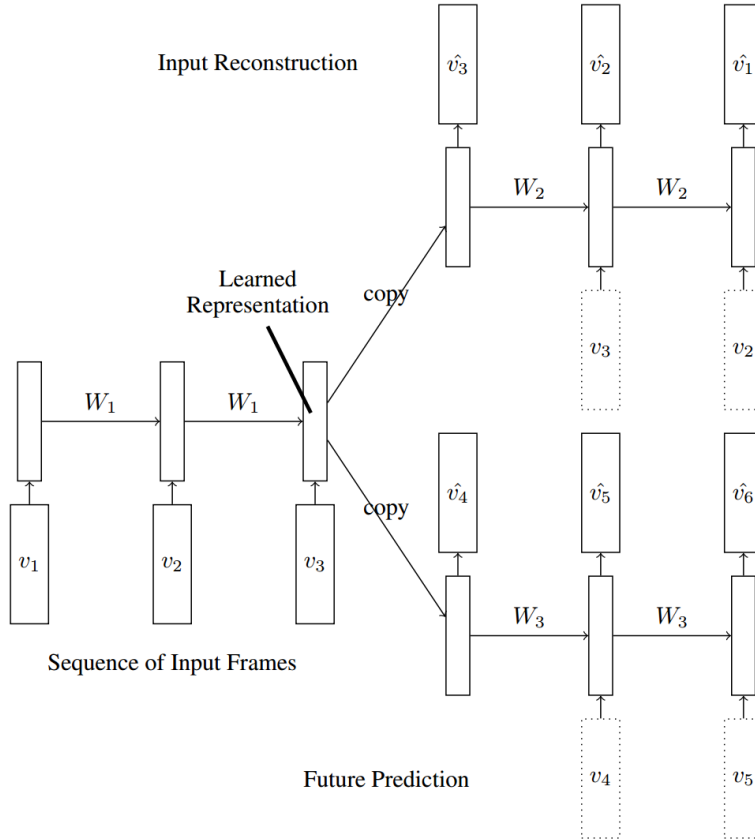 Input Reconstruction
v̂₃
v̂₂
v̂₁
W₂
W₂
Learned
Representation
copy
v₃
v₂
W₁
W₁
v₁
v₂
v₃
Sequence of Input Frames
copy
v̂₄
v̂₅
v̂₆
W₃
W₃
v₄
v₅
Future Prediction